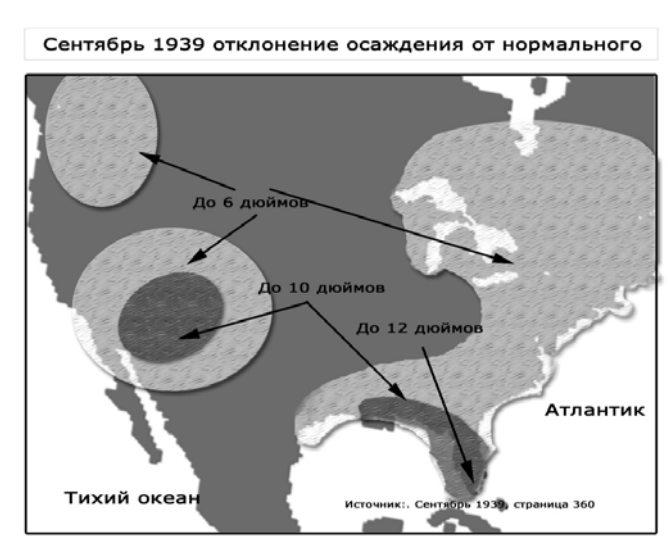 Сентябрь 1939 отклонение осаждения от нормального
До 6 дюймов
До 10 дюймов
До 12 дюймов
Атлантик
Тихий океан
Источник:. Сентябрь 1939, страница 360